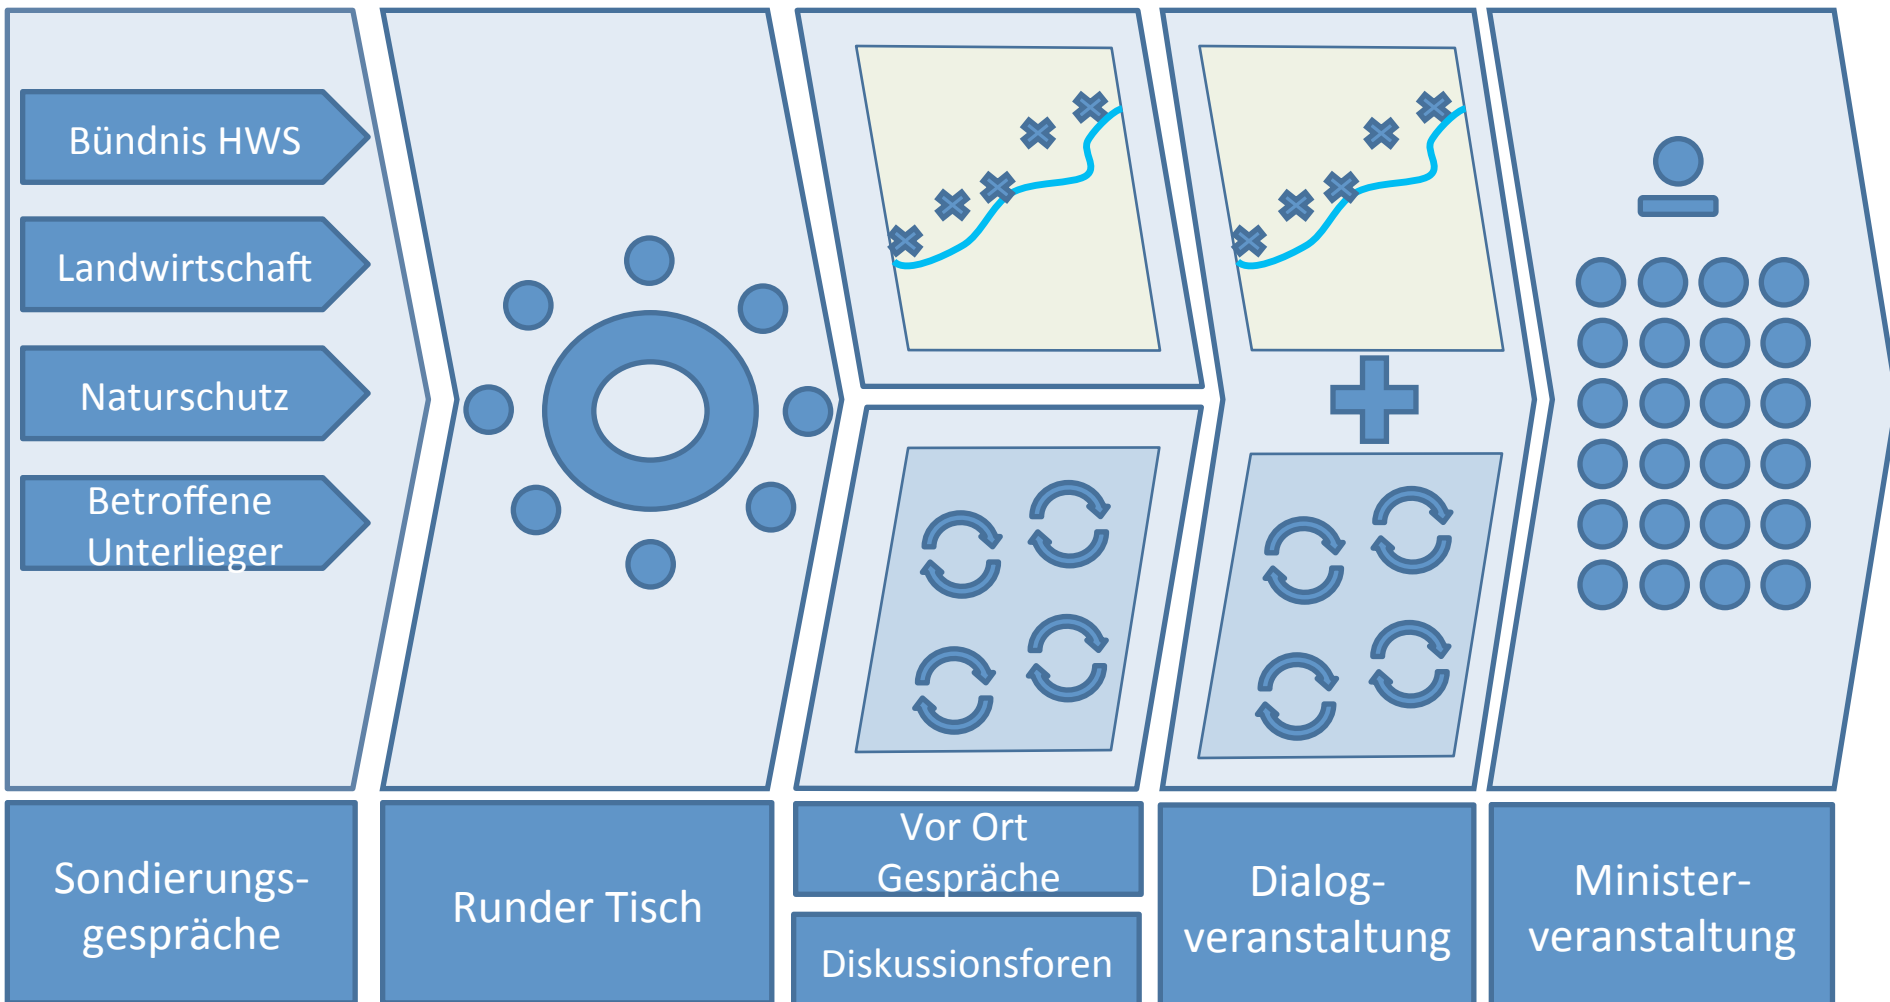 Bündnis HWS
Landwirtschaft
Naturschutz
Betroffene
Unterlieger
Sondierungs-
gespräche
Runder Tisch
Vor Ort
Gespräche
Diskussionsforen
Dialog-
veranstaltung
Minister-
veranstaltung